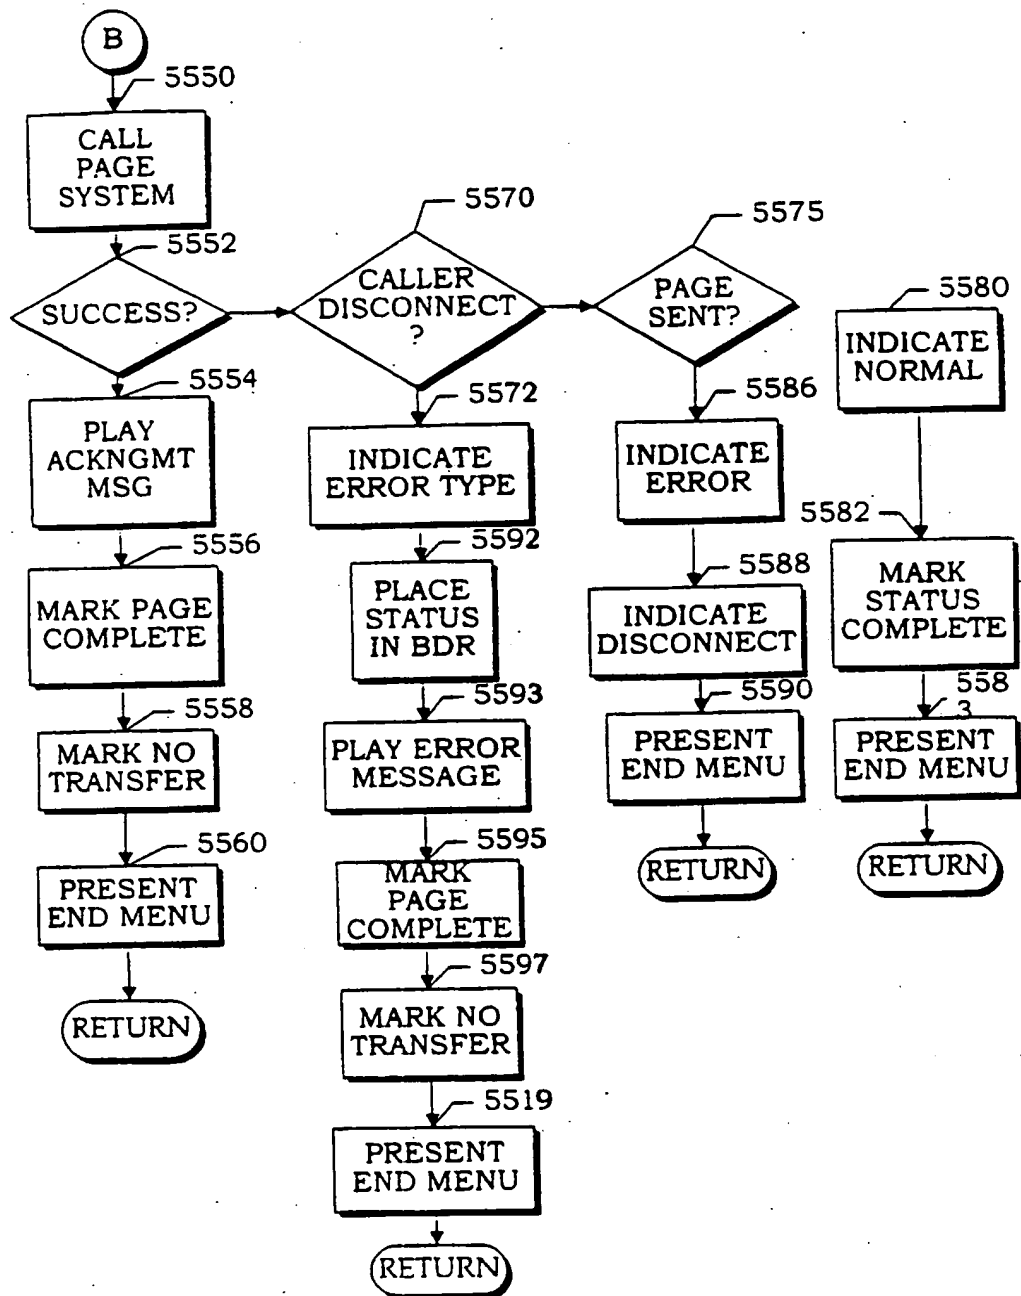 B
5550
CALL
PAGE
SYSTEM
5552
SUCCESS?
5554
PLAY
ACKNGMT
MSG
5556
MARK PAGE
COMPLETE
5558
MARK NO
TRANSFER
5560
PRESENT
END MENU
RETURN
5570
CALLER
DISCONNECT
?
5572
INDICATE
ERROR TYPE
5592
PLACE
STATUS
IN BDR
5593
PLAY ERROR
MESSAGE
5595
MARK
PAGE
COMPLETE
5597
MARK NO
TRANSFER
5519
PRESENT
END MENU
RETURN
5575
PAGE
SENT?
5586
INDICATE
ERROR
5588
INDICATE
DISCONNECT
5590
PRESENT
END MENU
RETURN
5580
INDICATE
NORMAL
5582
MARK
STATUS
COMPLETE
558
3
PRESENT
END MENU
RETURN